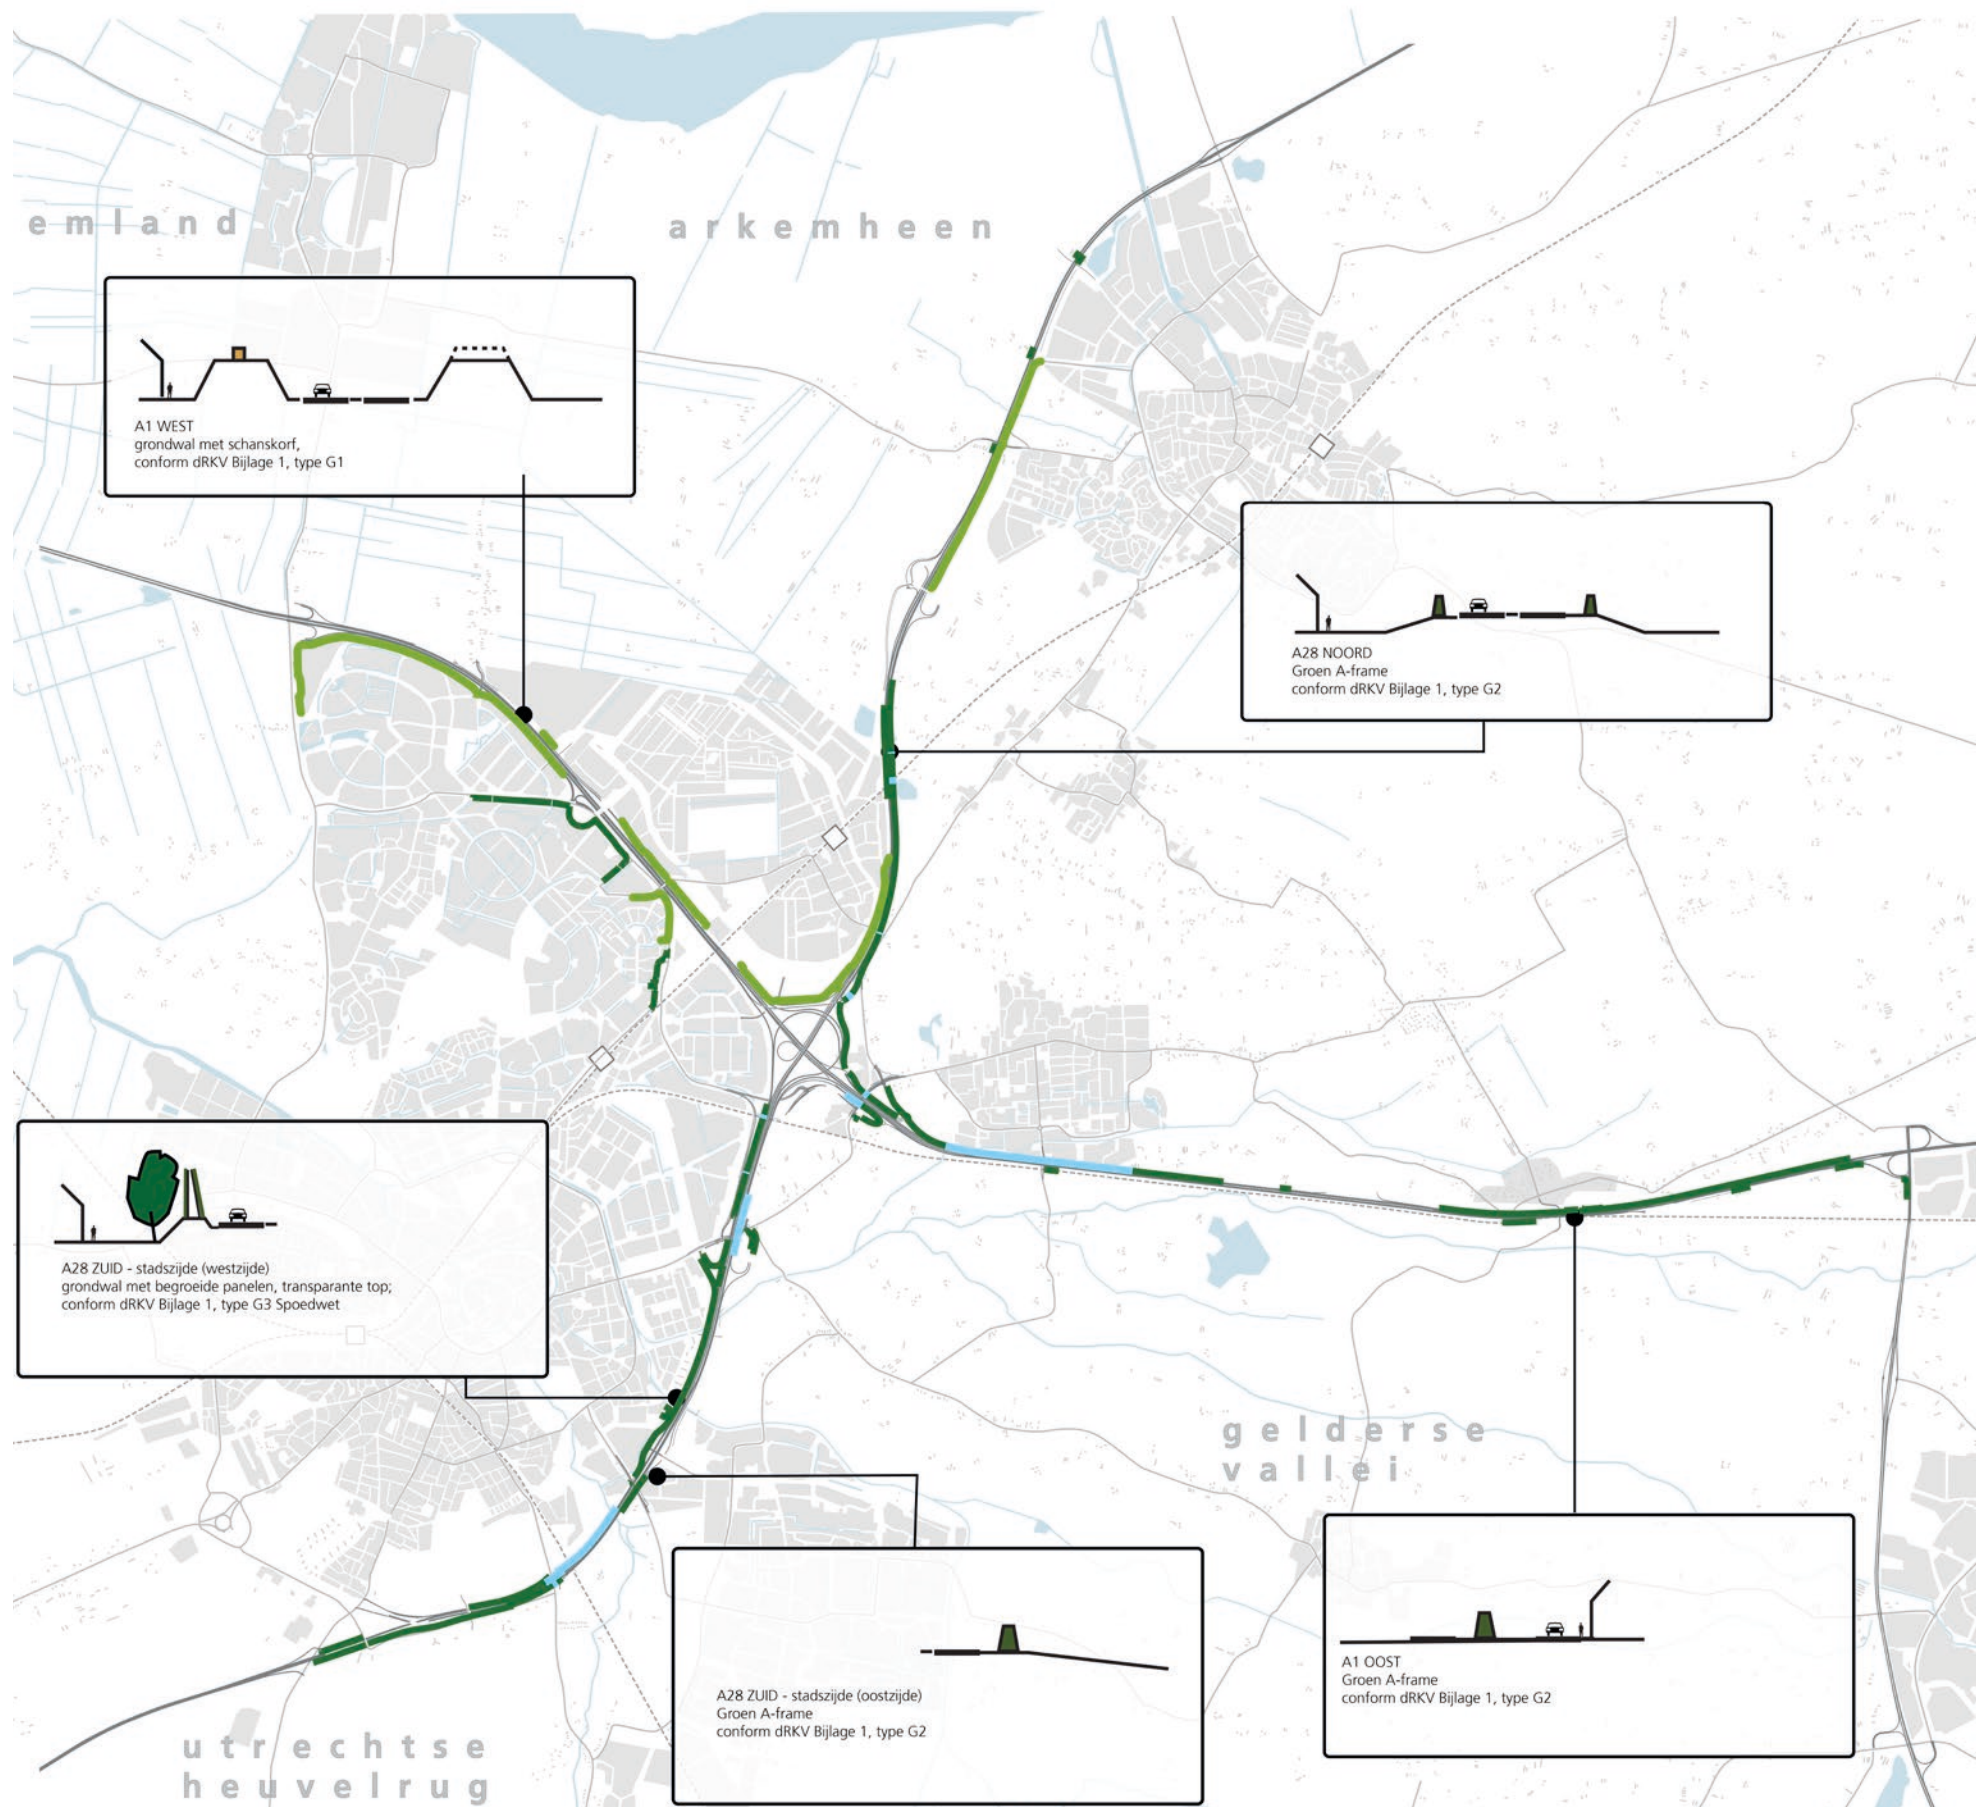 emland
arkemheen
A1 WEST
grondwal met schanskorf,
conform dRKV Bijlage 1, type G1
A28 NOORD
Groen A-frame
conform dRKV Bijlage 1, type G2
A28 ZUID - stadszijde (westzijde)
grondwal met begroeide panelen, transparante top;
conform dRKV Bijlage 1, type G3 Spoedwet
gelderse
vallei
A28 ZUID - stadszijde (oostzijde)
Groen A-frame
conform dRKV Bijlage 1, type G2
A1 OOST
Groen A-frame
conform dRKV Bijlage 1, type G2
utrechtse
heuvelrug